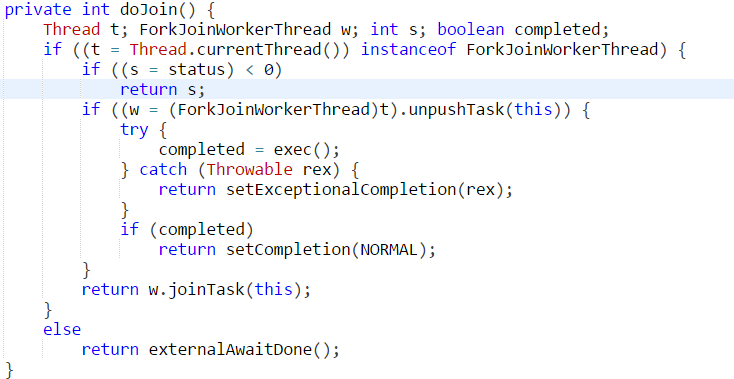 private int doJoin() {
    Thread t; ForkJoinWorkerThread w; int s; boolean completed;
    if ((t = Thread.currentThread()) instanceof ForkJoinWorkerThread) {
        if ((s = status) < 0)
            return s;
        if ((w = (ForkJoinWorkerThread)t).unpushTask(this)) {
            try {
                completed = exec();
            } catch (Throwable rex) {
                return setExceptionalCompletion(rex);
            }
            if (completed)
                return setCompletion(NORMAL);
        }
        return w.joinTask(this);
    }
    else
        return externalAwaitDone();
}